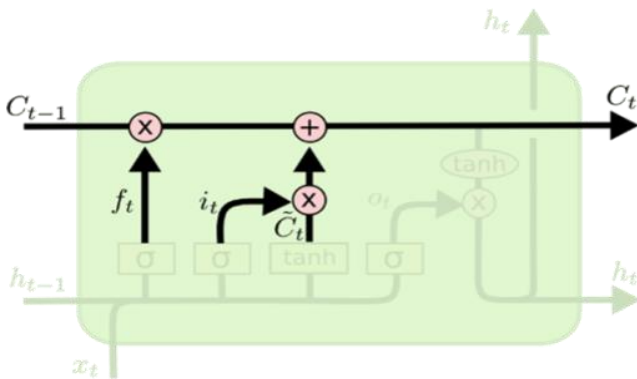 h_t
C_{t-1} × + C_t
tanh
f_t i_t × C̃_t o_t ×
σ σ tanh σ
h_{t-1} h_t
x_t